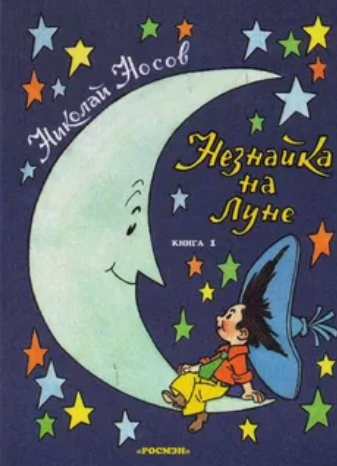 Николай Носов
Незнайка
на
Луне
КНИГА 1
«РОСМЭН»